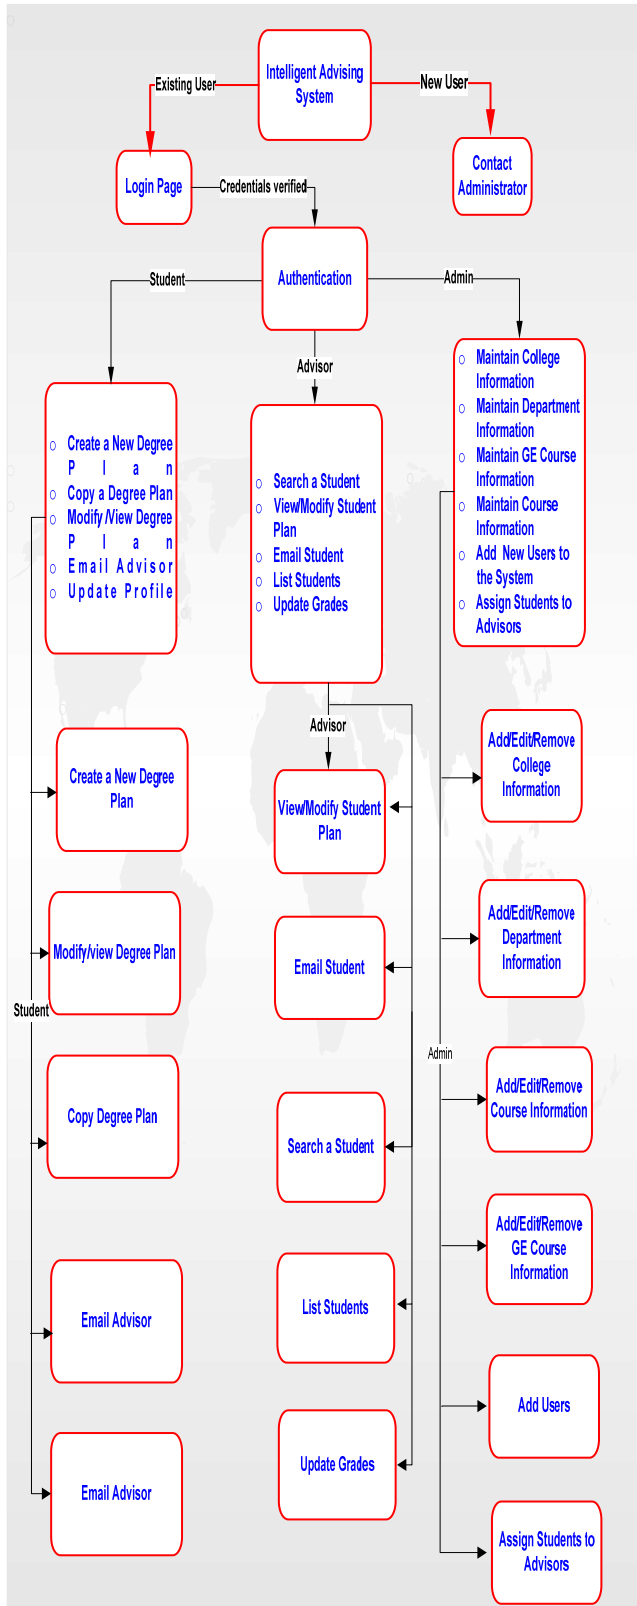 Intelligent Advising
System
Existing User
New User
Login Page
Credentials verified
Contact
Administrator
Authentication
Student
Advisor
Admin
Create a New Degree
P l a n
Copy a Degree Plan
Modify /View Degree
P l a n
Email Advisor
Update Profile
Search a Student
View/Modify Student
Plan
Email Student
List Students
Update Grades
Maintain College
Information
Maintain Department
Information
Maintain GE Course
Information
Maintain Course
Information
Add New Users to
the System
Assign Students to
Advisors
Student
Create a New Degree
Plan
Modify/view Degree Plan
Copy Degree Plan
Email Advisor
Email Advisor
Advisor
View/Modify Student
Plan
Email Student
Search a Student
List Students
Update Grades
Admin
Add/Edit/Remove
College
Information
Add/Edit/Remove
Department
Information
Add/Edit/Remove
Course Information
Add/Edit/Remove
GE Course
Information
Add Users
Assign Students to
Advisors